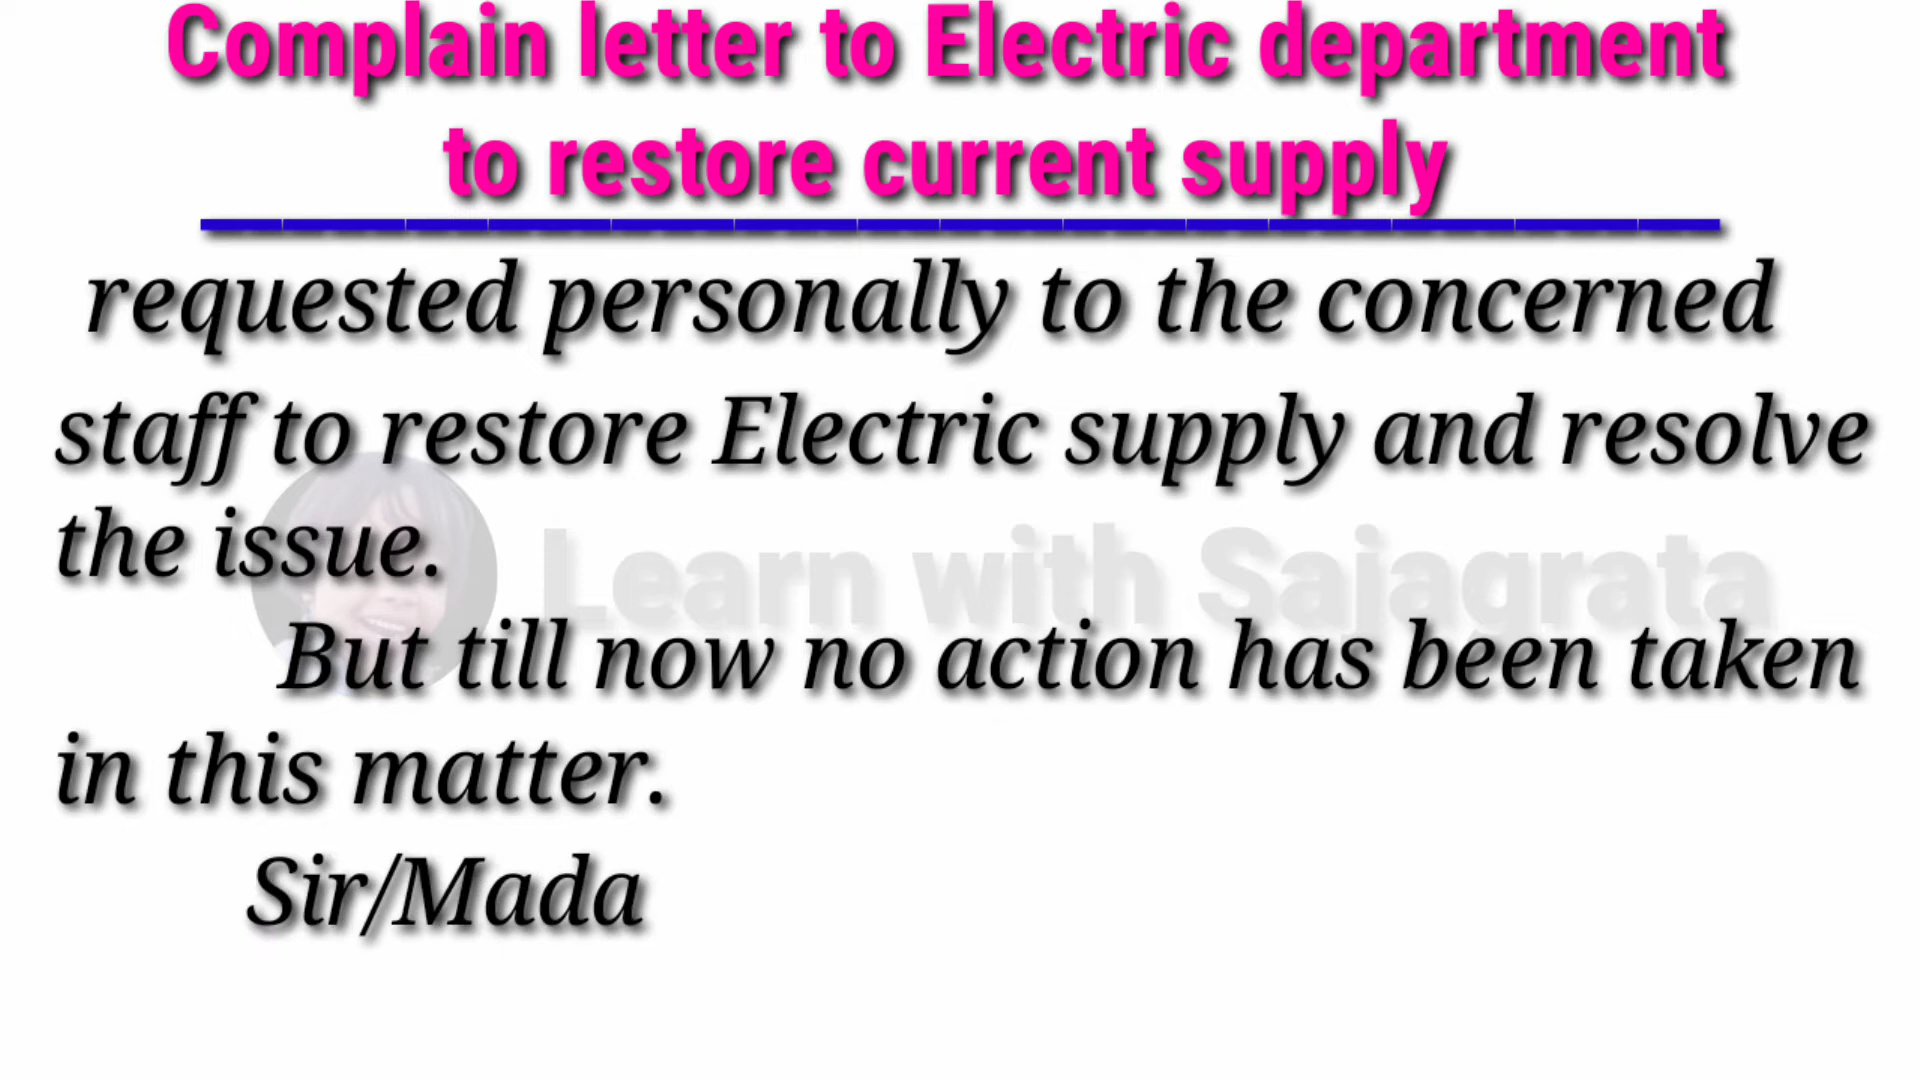 Complain letter to Electric department
to restore current supply
requested personally to the concerned
staff to restore Electric supply and resolve
the issue.
Learn with Sajagrata
But till now no action has been taken
in this matter.
Sir/Mada